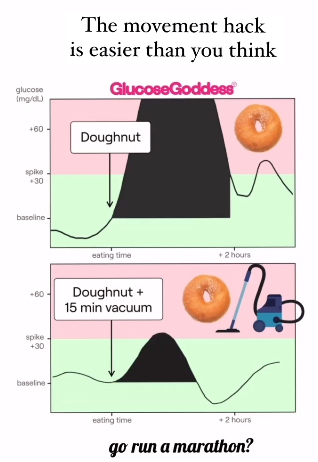 The movement hack
is easier than you think
GlucoseGoddess®
glucose
(mg/dL)
+60
Doughnut
spike
+30
baseline
eating time
+ 2 hours
+60
Doughnut +
15 min vacuum
spike
+30
baseline
eating time
+ 2 hours
go run a marathon?